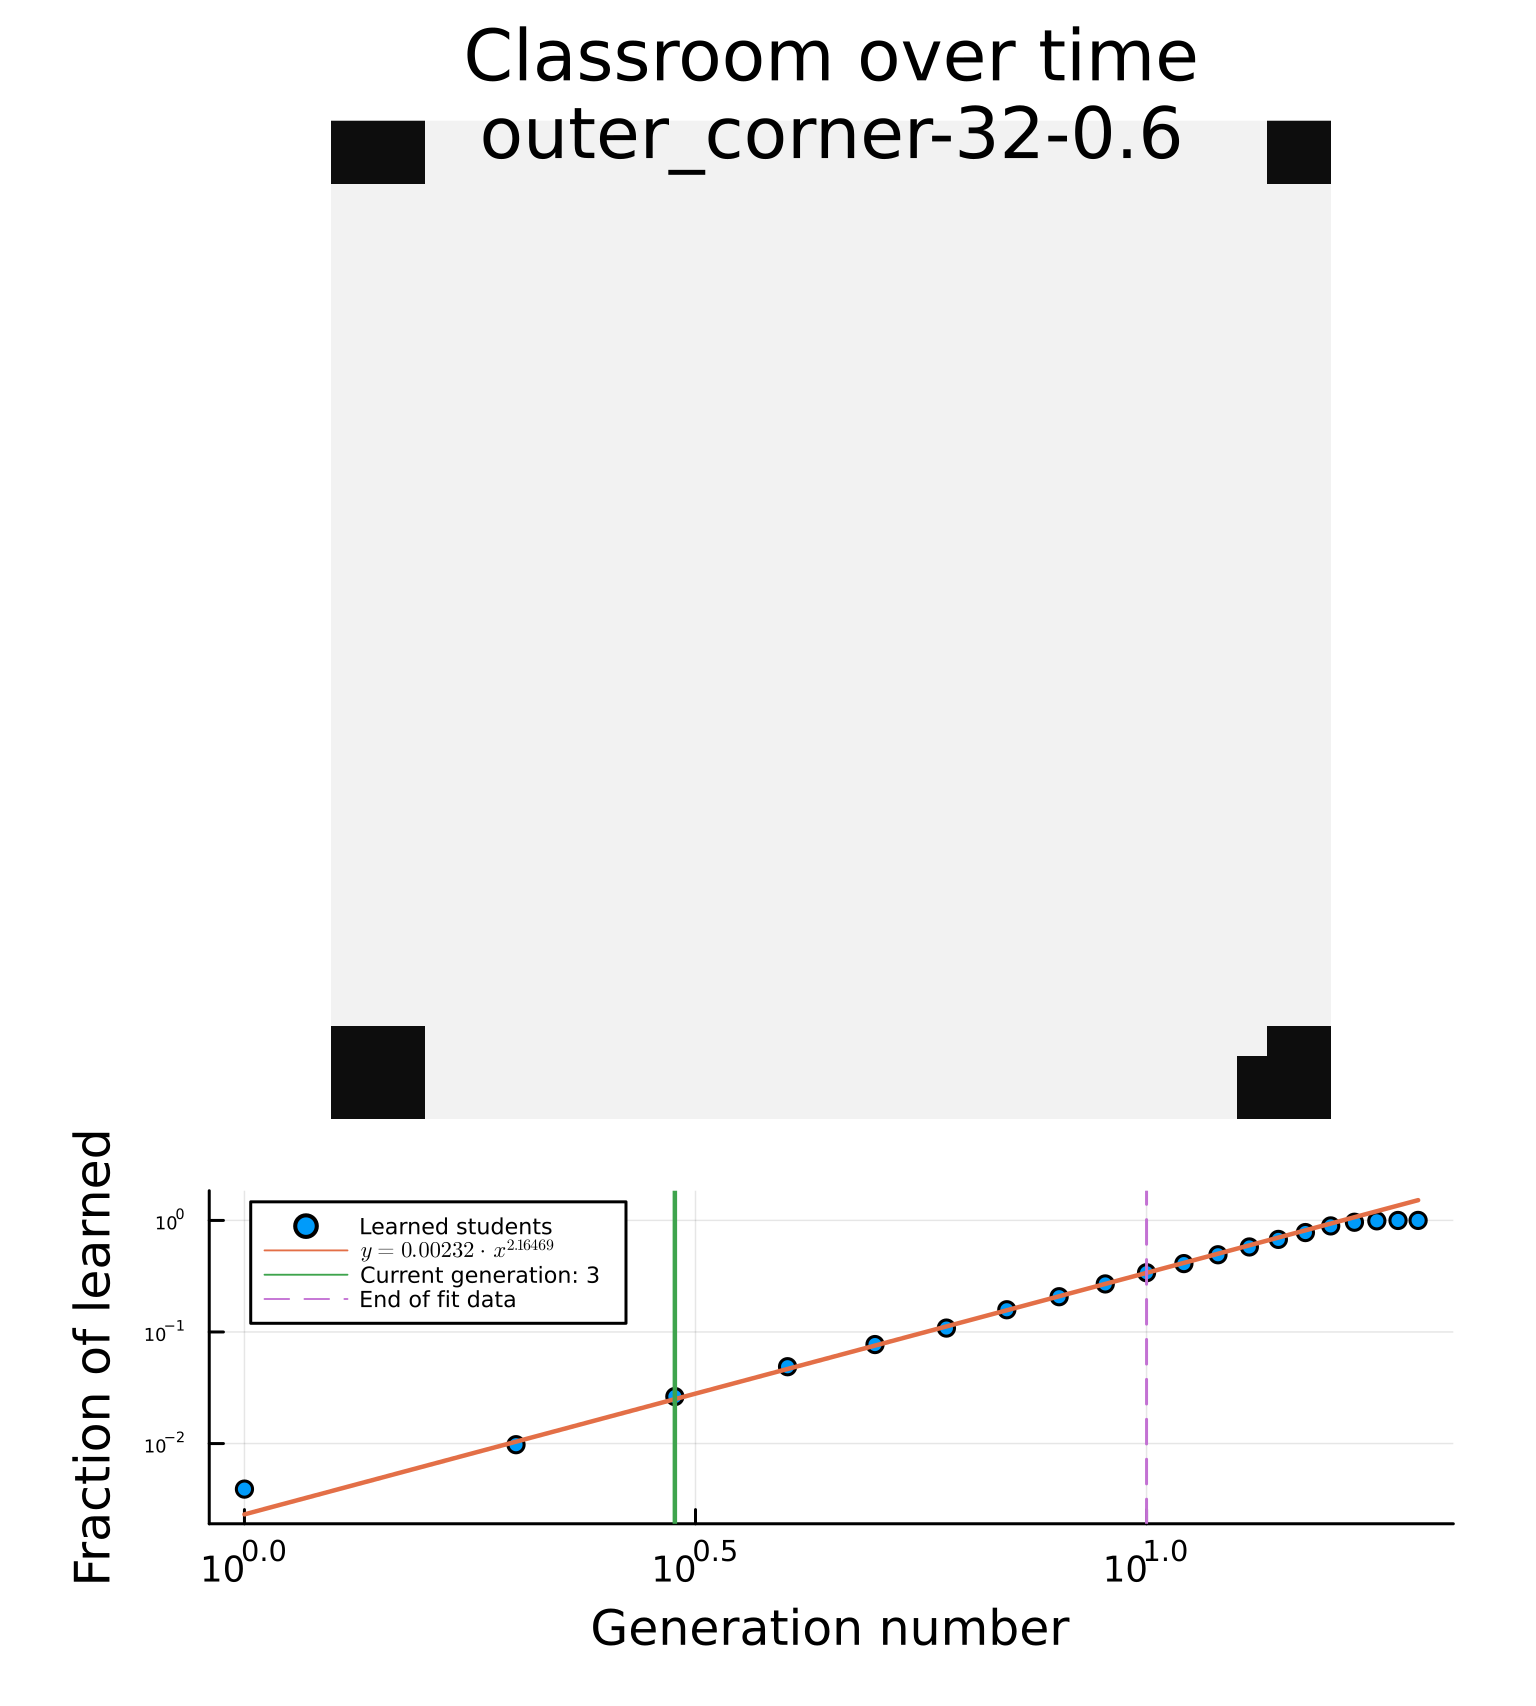 Classroom over time
outer_corner-32-0.6
Fraction of learned
10^0
10^-1
10^-2
Learned students
y = 0.00232 · x^2.16469
Current generation: 3
End of fit data
10^0.0 10^0.5 10^1.0
Generation number